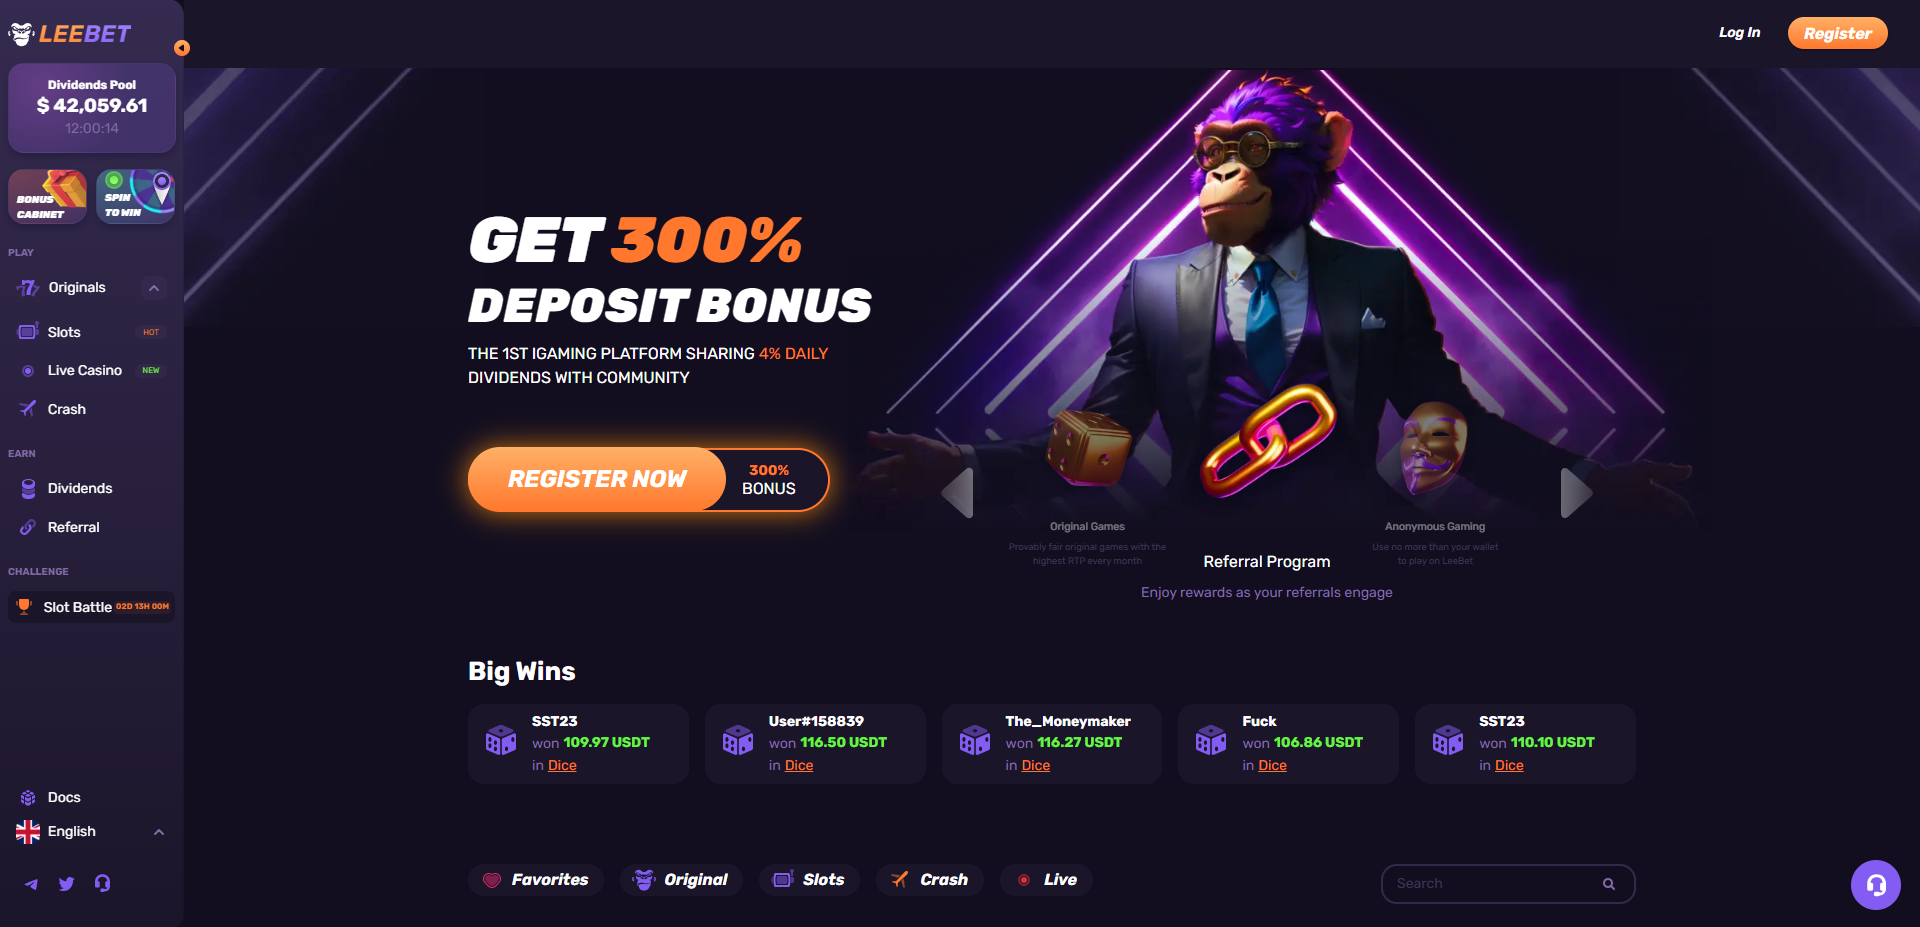 LEEBET
Dividends Pool
$ 42,059.61
12:00:14
BONUS
CABINET
SPIN
TO WIN
PLAY
777 Originals
Slots HOT
Live Casino NEW
Crash
EARN
Dividends
Referral
CHALLENGE
Slot Battle 02D 13H 00M
Docs
English
Log In
Register
GET 300%
DEPOSIT BONUS
THE 1ST IGAMING PLATFORM SHARING 4% DAILY
DIVIDENDS WITH COMMUNITY
REGISTER NOW
300%
BONUS
Original Games
Provably fair original games with the
highest RTP every month
Referral Program
Enjoy rewards as your referrals engage
Anonymous Gaming
Use no more than your wallet
to play on LeeBet
Big Wins
SST23
won 109.97 USDT
in Dice
User#158839
won 116.50 USDT
in Dice
The_Moneymaker
won 116.27 USDT
in Dice
Fuck
won 106.86 USDT
in Dice
SST23
won 110.10 USDT
in Dice
Favorites
Original
Slots
Crash
Live
Search